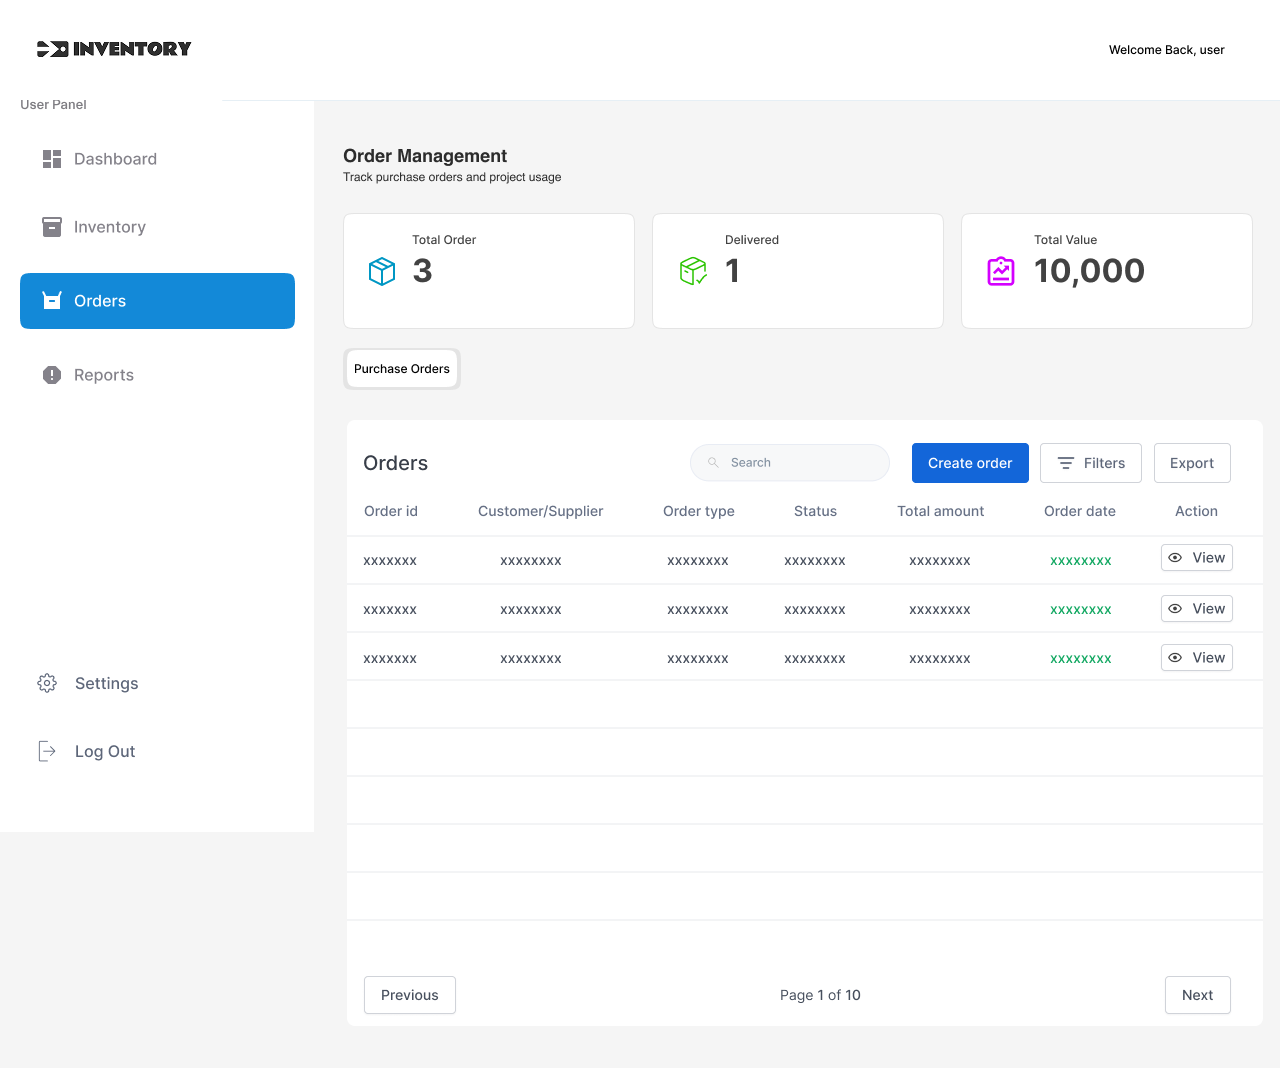 INVENTORY
Welcome Back, user
User Panel
Dashboard
Inventory
Orders
Reports
Settings
Log Out
Order Management
Track purchase orders and project usage
Total Order
3
Delivered
1
Total Value
10,000
Purchase Orders
Orders
Search
Create order
Filters
Export
Order id Customer/Supplier Order type Status Total amount Order date Action
xxxxxxx xxxxxxxx xxxxxxxx xxxxxxxx xxxxxxxx xxxxxxxx View
xxxxxxx xxxxxxxx xxxxxxxx xxxxxxxx xxxxxxxx xxxxxxxx View
xxxxxxx xxxxxxxx xxxxxxxx xxxxxxxx xxxxxxxx xxxxxxxx View
Previous
Page 1 of 10
Next